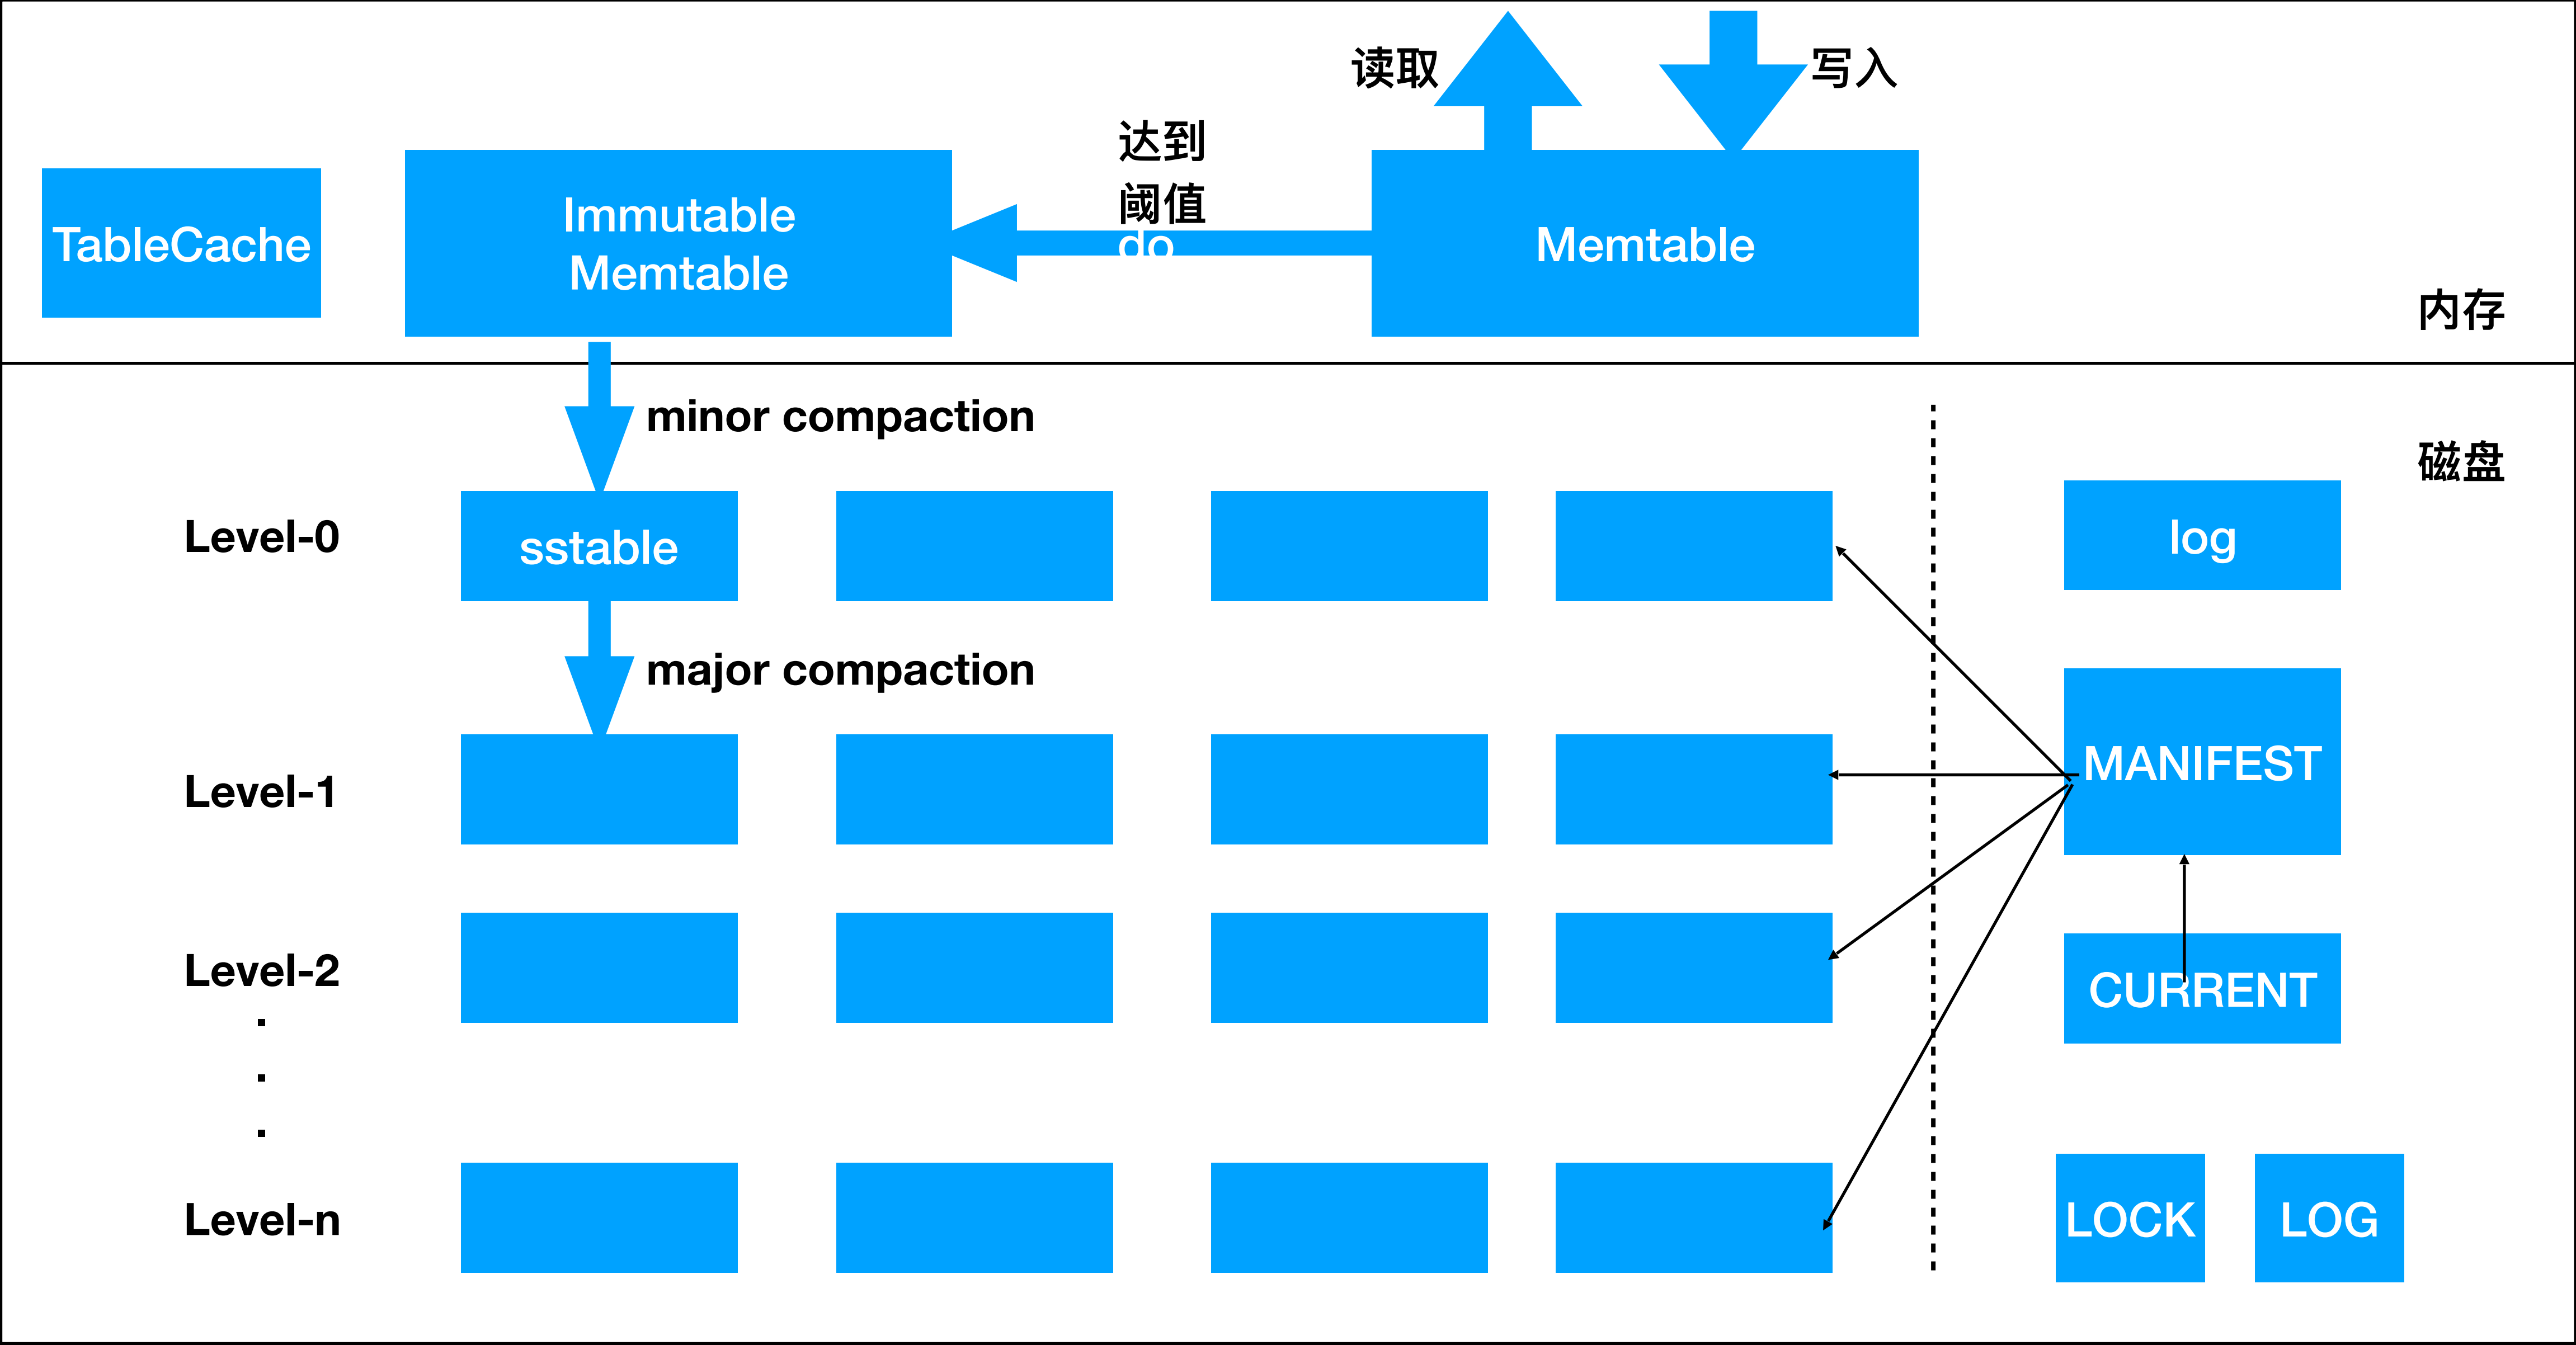 读取
写入
达到
阈值
do
TableCache
Immutable
Memtable
Memtable
内存
minor compaction
磁盘
Level-0
sstable
log
major compaction
MANIFEST
Level-1
Level-2
CURRENT
.
.
.
Level-n
LOCK
LOG